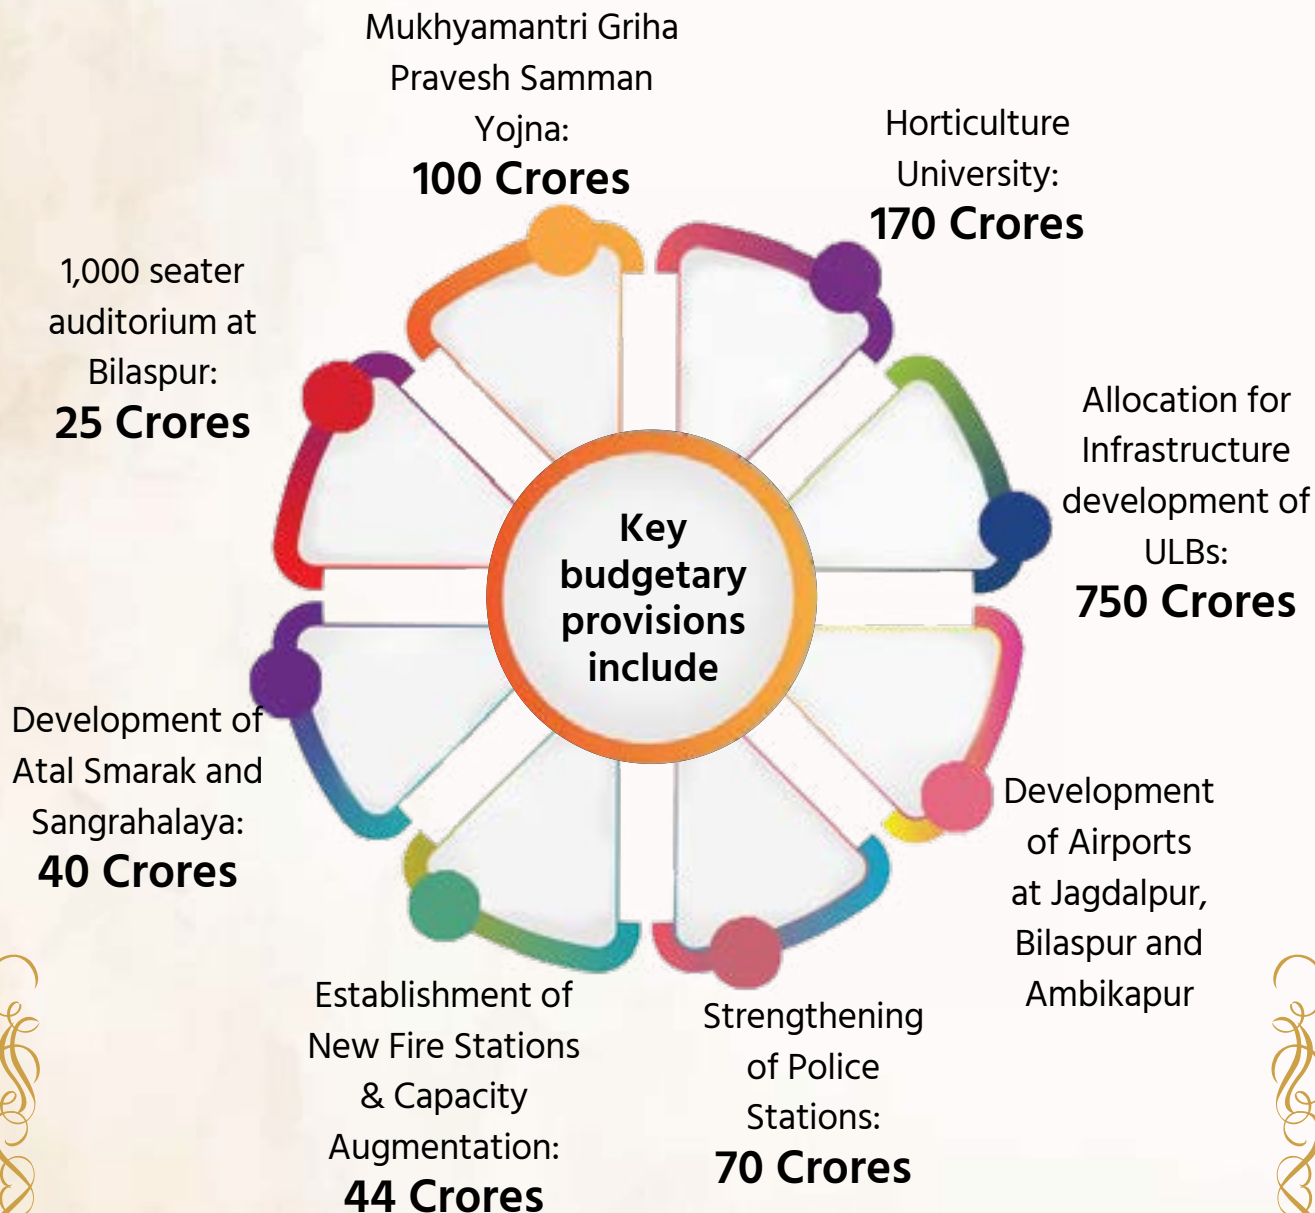 Mukhyamantri Griha
Pravesh Samman
Yojna:
100 Crores
Horticulture
University:
170 Crores
Allocation for
Infrastructure
development of
ULBs:
750 Crores
Development
of Airports
at Jagdalpur,
Bilaspur and
Ambikapur
Strengthening
of Police
Stations:
70 Crores
Establishment of
New Fire Stations
& Capacity
Augmentation:
44 Crores
Development of
Atal Smarak and
Sangrahalaya:
40 Crores
1,000 seater
auditorium at
Bilaspur:
25 Crores
Key
budgetary
provisions
include